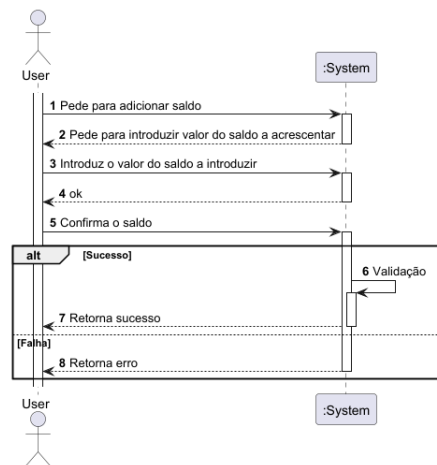 User
:System
1 Pede para adicionar saldo
2 Pede para introduzir valor do saldo a acrescentar
3 Introduz o valor do saldo a introduzir
4 ok
5 Confirma o saldo
alt [Sucesso]
6 Validação
7 Retorna sucesso
[Falha]
8 Retorna erro
User
:System